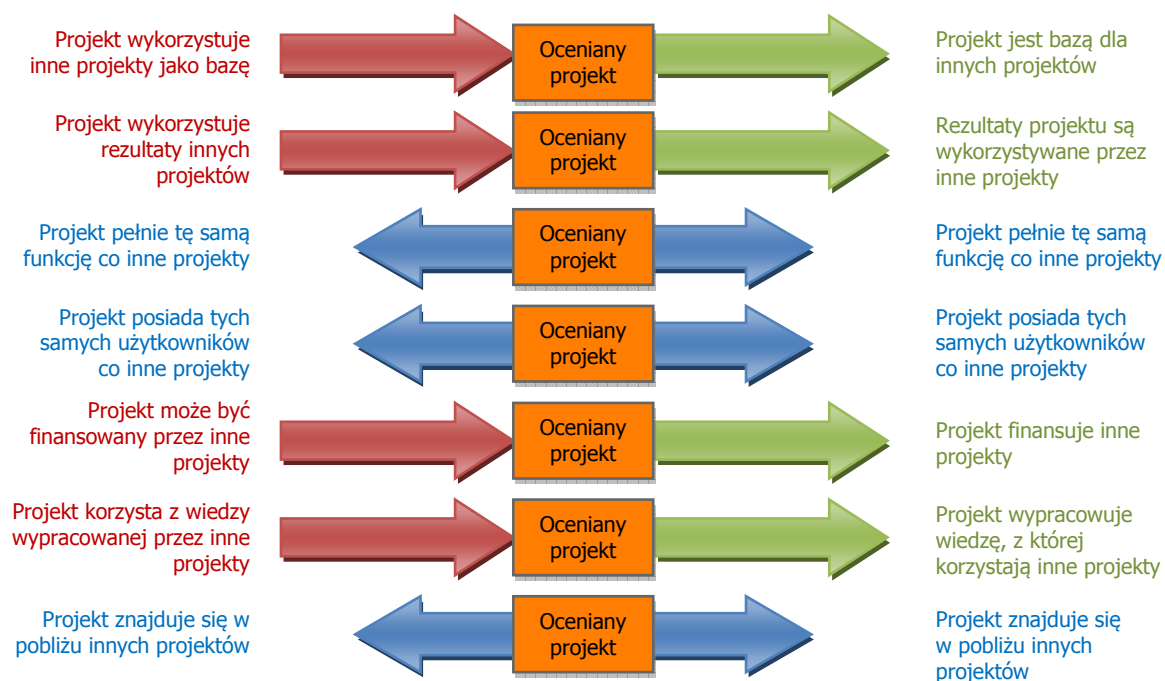 Projekt wykorzystuje
inne projekty jako bazę
Oceniany
projekt
Projekt jest bazą dla
innych projektów
Projekt wykorzystuje
rezultaty innych
projektów
Oceniany
projekt
Rezultaty projektu są
wykorzystywane przez
inne projekty
Projekt pełnie tę samą
funkcję co inne projekty
Oceniany
projekt
Projekt pełnie tę samą
funkcję co inne projekty
Projekt posiada tych
samych użytkowników
co inne projekty
Oceniany
projekt
Projekt posiada tych
samych użytkowników
co inne projekty
Projekt może być
finansowany przez inne
projekty
Oceniany
projekt
Projekt finansuje inne
projekty
Projekt korzysta z wiedzy
wypracowanej przez inne
projekty
Oceniany
projekt
Projekt wypracowuje
wiedzę, z której
korzystają inne projekty
Projekt znajduje się w
pobliżu innych projektów
Oceniany
projekt
Projekt znajduje się
w pobliżu innych
projektów